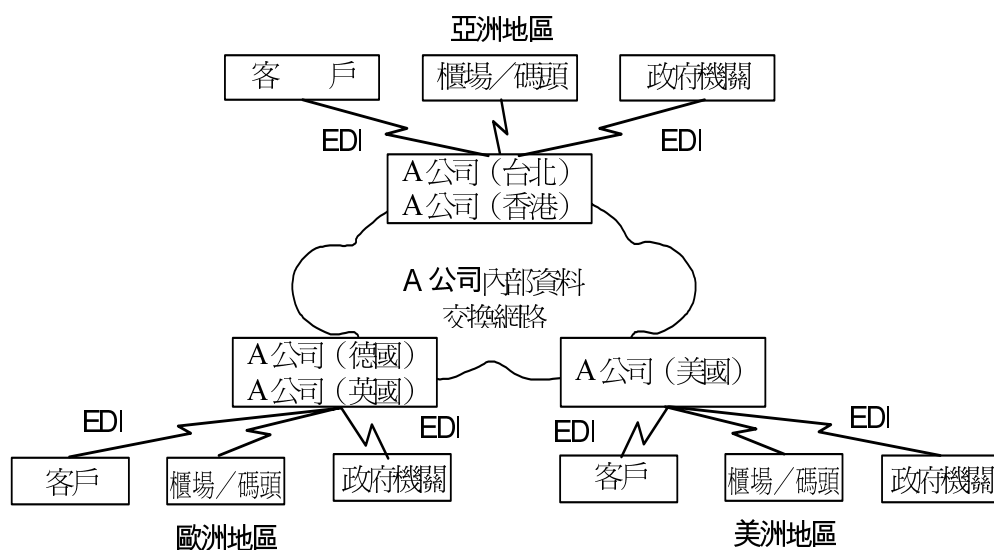 亞洲地區
客 戶
櫃場／碼頭
政府機關
EDI
EDI
A公司（台北）
A公司（香港）
A 公司內部資料
交換網路
A公司（德國）
A公司（英國）
A公司（美國）
EDI
EDI
EDI
EDI
客戶
櫃場／碼頭
政府機關
客戶
櫃場／碼頭
政府機關
歐洲地區
美洲地區